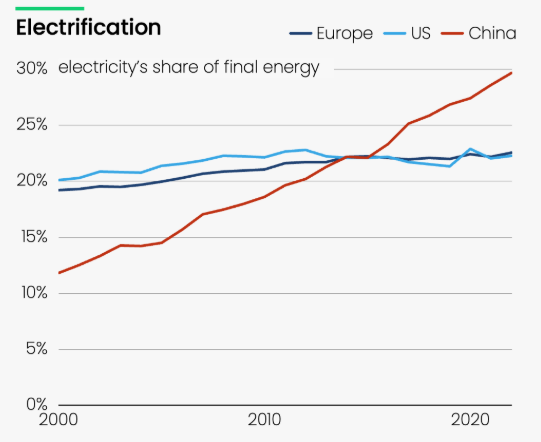 Electrification
Europe US China
30% electricity's share of final energy
25%
20%
15%
10%
5%
0%
2000 2010 2020